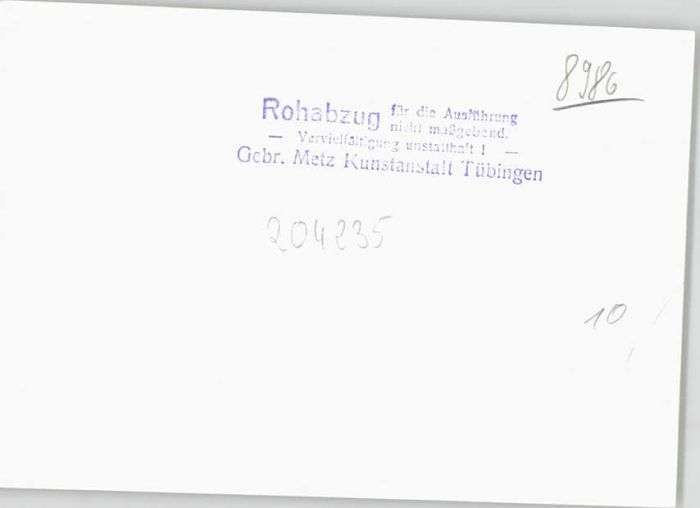 8986
Rohabzug für die Ausführung
nicht maßgebend.
— Vervielfältigung unstatthaft ! —
Gebr. Metz Kunstanstalt Tübingen
204235
10